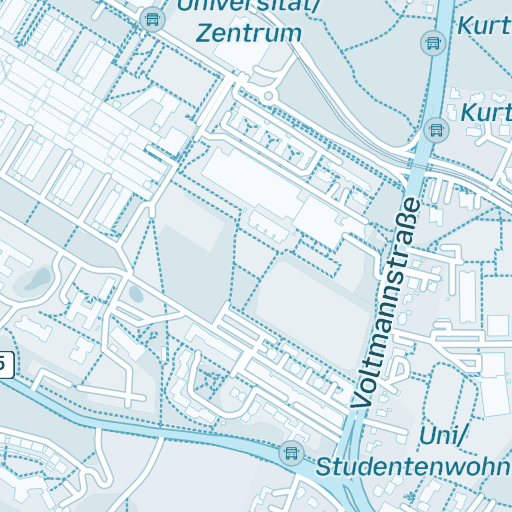 Universität/
Zentrum
Kurt
Kurt
Voltmannstraße
Uni/
Studentenwohn